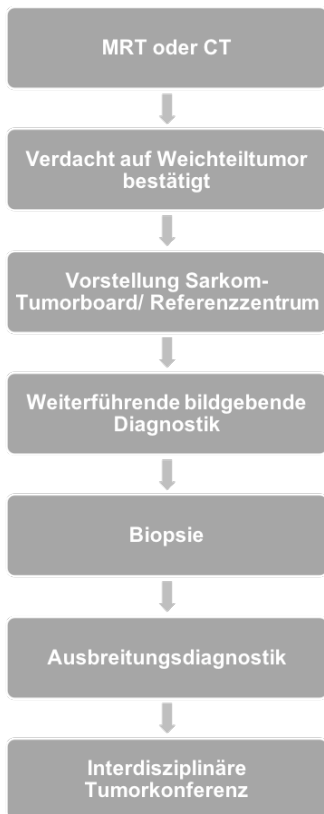 MRT oder CT
Verdacht auf Weichteiltumor
bestätigt
Vorstellung Sarkom-
Tumorboard/ Referenzzentrum
Weiterführende bildgebende
Diagnostik
Biopsie
Ausbreitungsdiagnostik
Interdisziplinäre
Tumorkonferenz